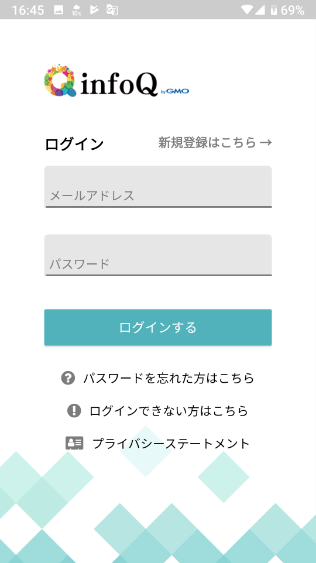 16:45 69%
infoQ by GMO
ログイン 新規登録はこちら →
メールアドレス
パスワード
ログインする
パスワードを忘れた方はこちら
ログインできない方はこちら
プライバシーステートメント